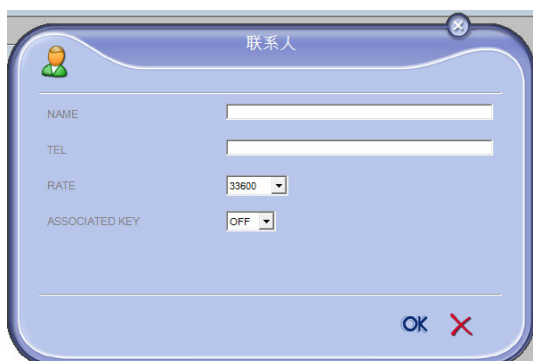 联系人
NAME
TEL
RATE 33600
ASSOCIATED KEY OFF
OK